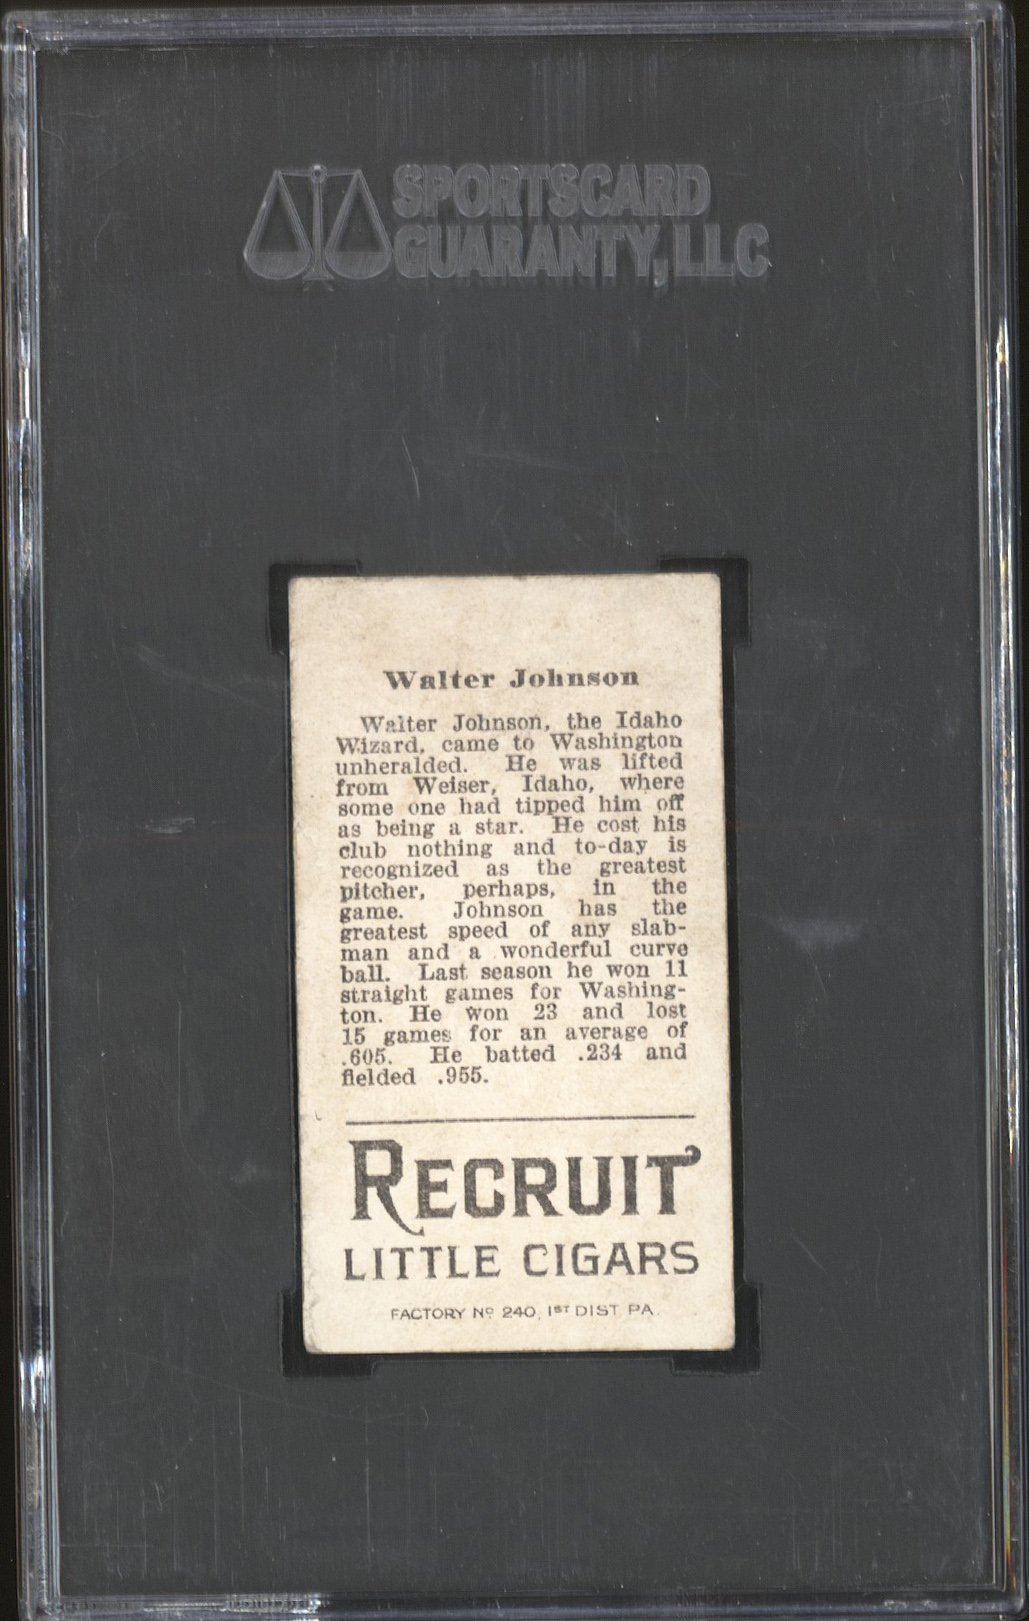 SPORTSCARD
GUARANTY, LLC
Walter Johnson
Walter Johnson, the Idaho
Wizard, came to Washington
unheralded. He was lifted
from Weiser, Idaho, where
some one had tipped him off
as being a star. He cost his
club nothing and to-day is
recognized as the greatest
pitcher, perhaps, in the
game. Johnson has the
greatest speed of any slab-
man and a wonderful curve
ball. Last season he won 11
straight games for Washing-
ton. He won 23 and lost
15 games for an average of
.605. He batted .234 and
fielded .955.
RECRUIT
LITTLE CIGARS
FACTORY Nº 240, 1ST DIST. PA.